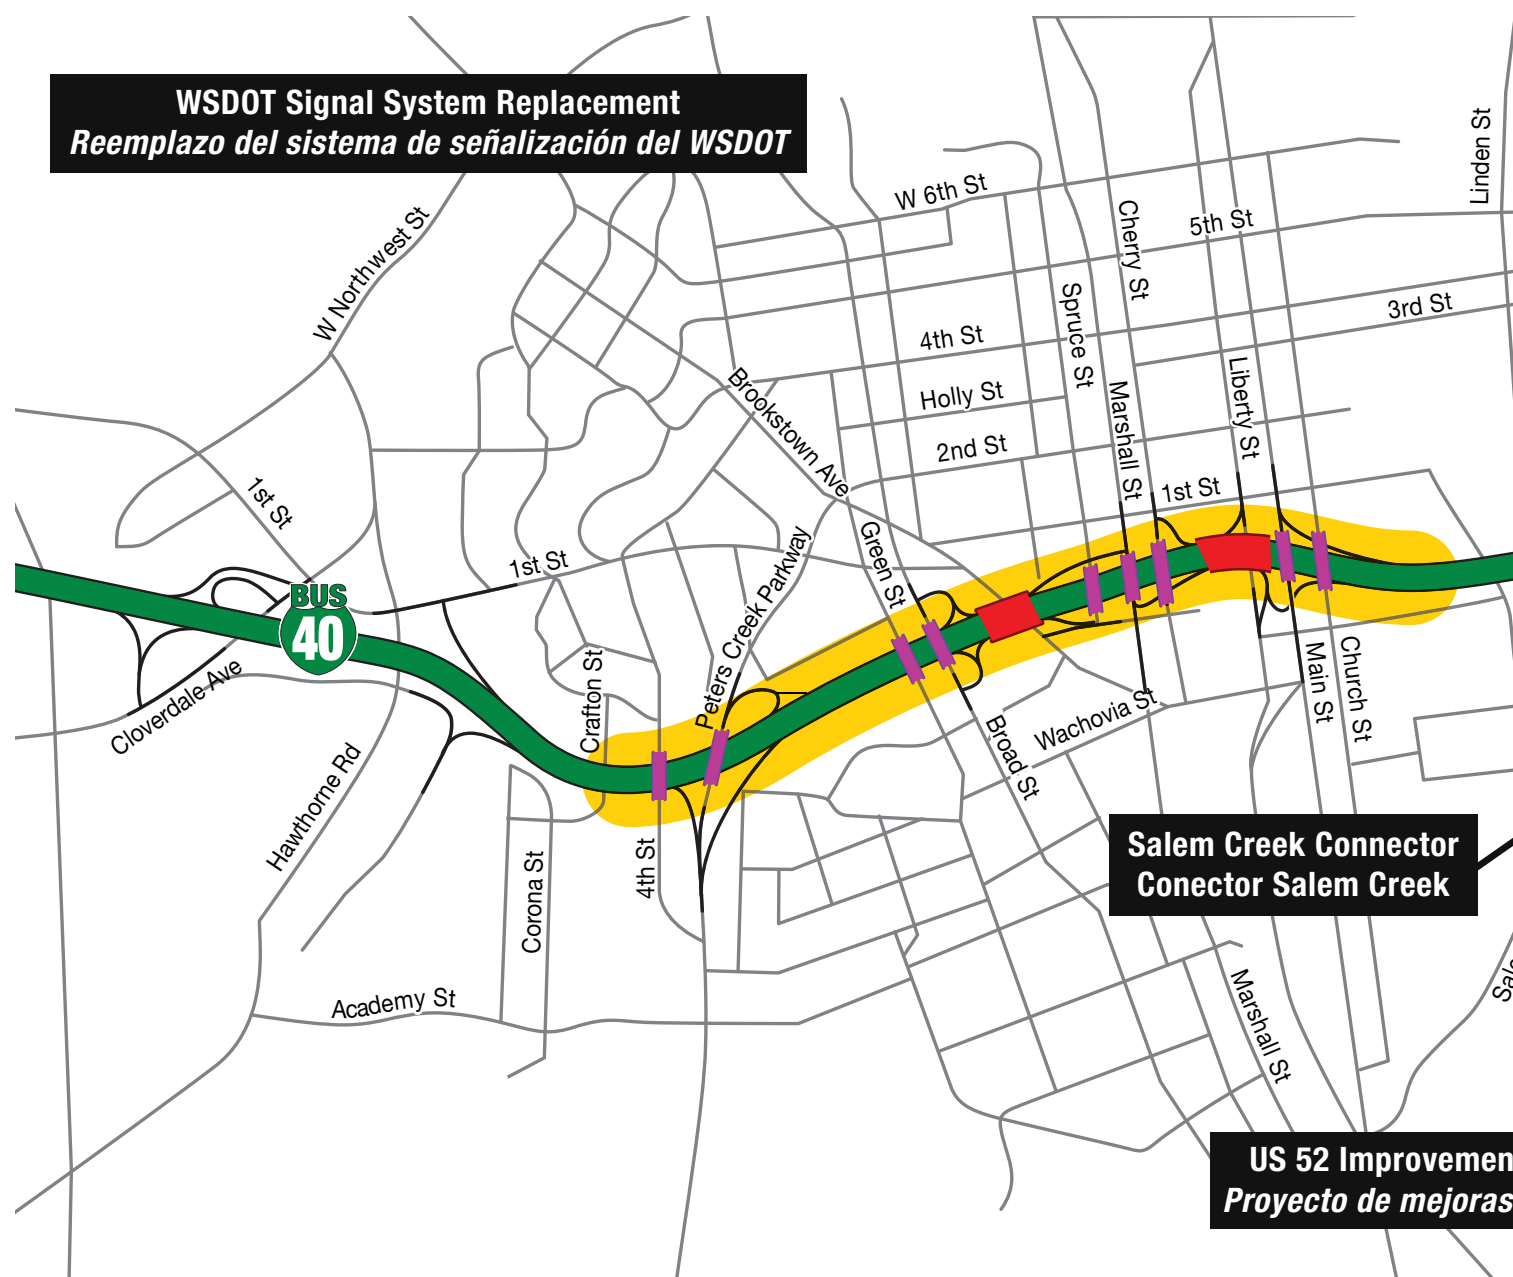 WSDOT Signal System Replacement
Reemplazo del sistema de señalización del WSDOT
Linden St
W 6th St
W Northwest St
Cherry St
5th St
Spruce St
3rd St
4th St
Liberty St
Brookstown Ave
Holly St
Marshall St
2nd St
1st St
1st St
1st St
Green St
Peters Creek Parkway
BUS
40
Cloverdale Ave
Crafton St
Main St
Church St
Wachovia St
Broad St
Hawthorne Rd
4th St
Corona St
Salem Creek Connector
Conector Salem Creek
Academy St
Marshall St
US 52
Proyecto de mejoras